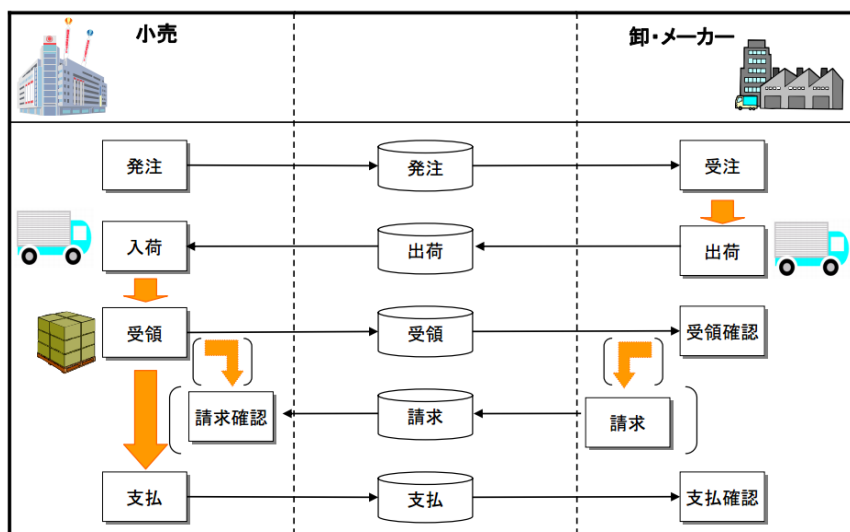 小売
卸・メーカー
発注
発注
受注
入荷
出荷
出荷
受領
受領
受領確認
請求確認
請求
請求
支払
支払
支払確認